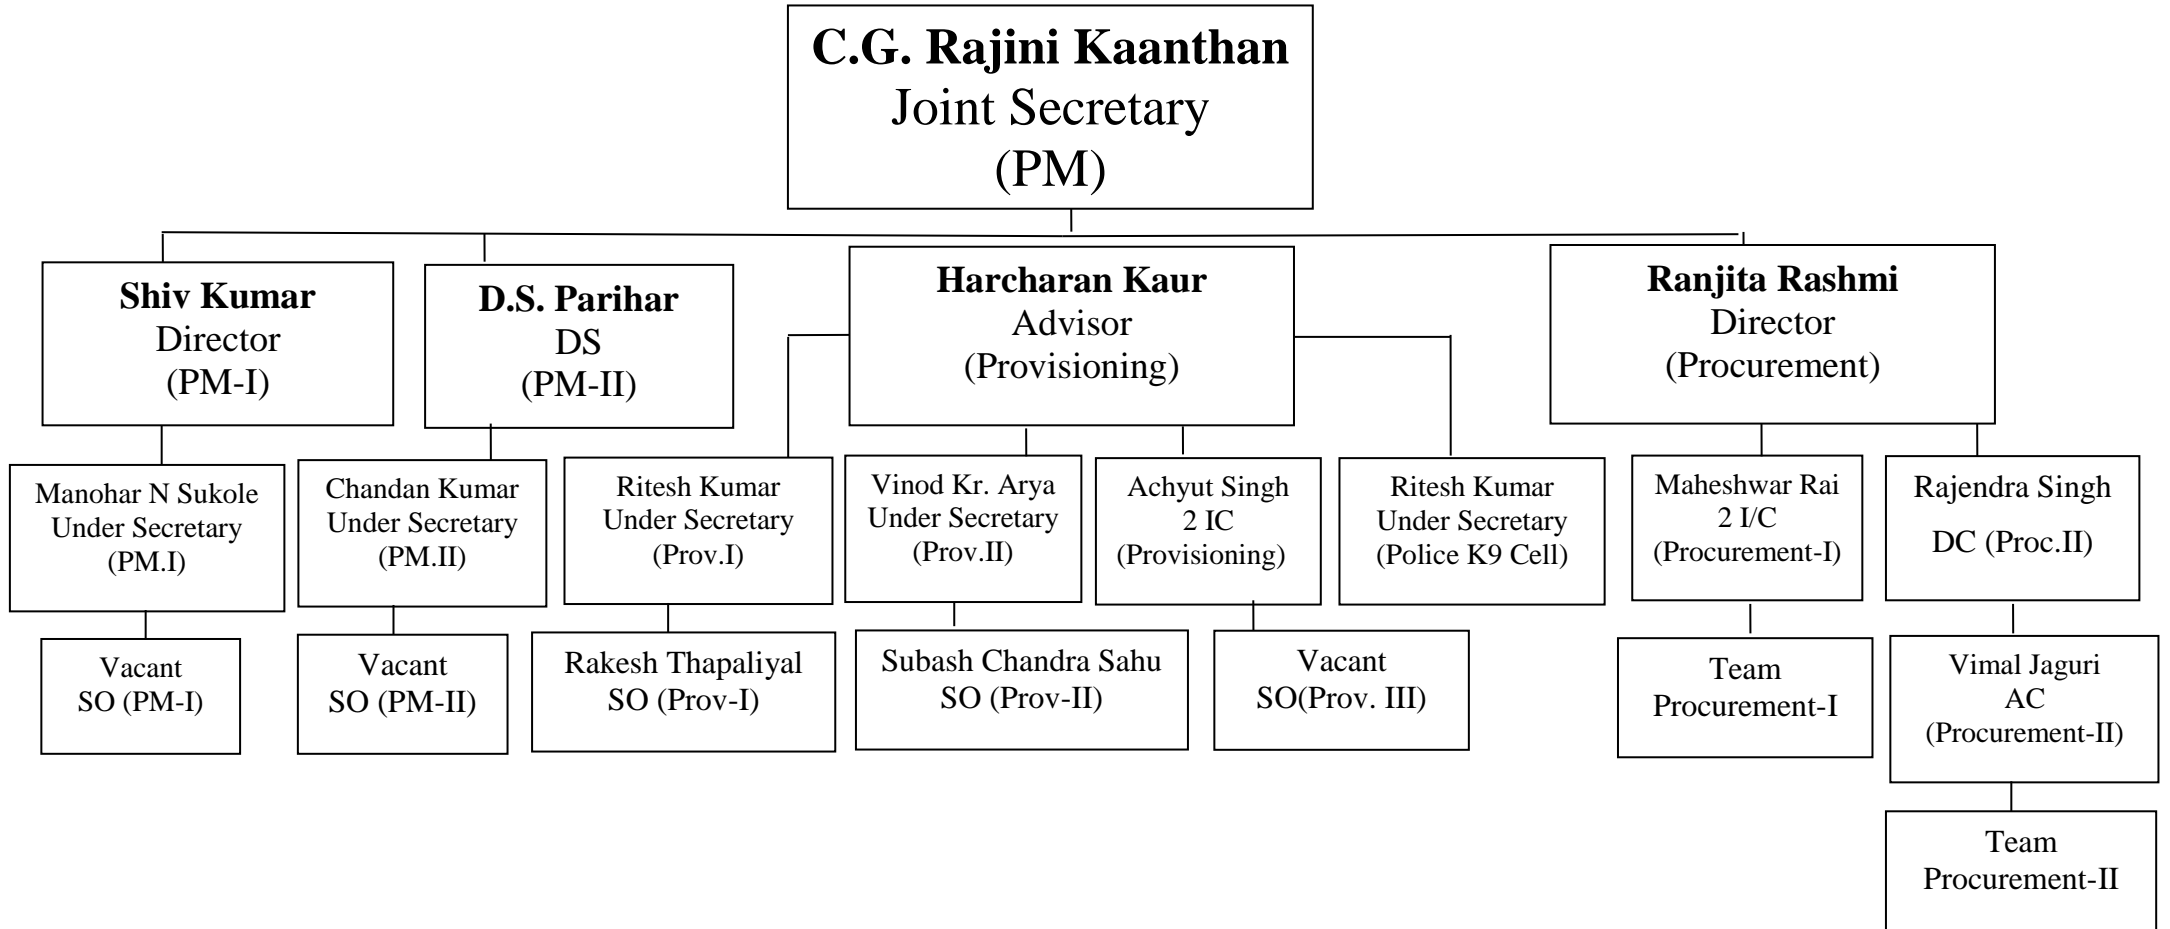 C.G. Rajini Kaanthan
Joint Secretary
(PM)
Shiv Kumar
Director
(PM-I)
D.S. Parihar
DS
(PM-II)
Harcharan Kaur
Advisor
(Provisioning)
Ranjita Rashmi
Director
(Procurement)
Manohar N Sukole
Under Secretary
(PM.I)
Chandan Kumar
Under Secretary
(PM.II)
Ritesh Kumar
Under Secretary
(Prov.I)
Vinod Kr. Arya
Under Secretary
(Prov.II)
Achyut Singh
2 IC
(Provisioning)
Ritesh Kumar
Under Secretary
(Police K9 Cell)
Maheshwar Rai
2 I/C
(Procurement-I)
Rajendra Singh
DC (Proc.II)
Vacant
SO (PM-I)
Vacant
SO (PM-II)
Rakesh Thapaliyal
SO (Prov-I)
Subash Chandra Sahu
SO (Prov-II)
Vacant
SO(Prov. III)
Team
Procurement-I
Vimal Jaguri
AC
(Procurement-II)
Team
Procurement-II